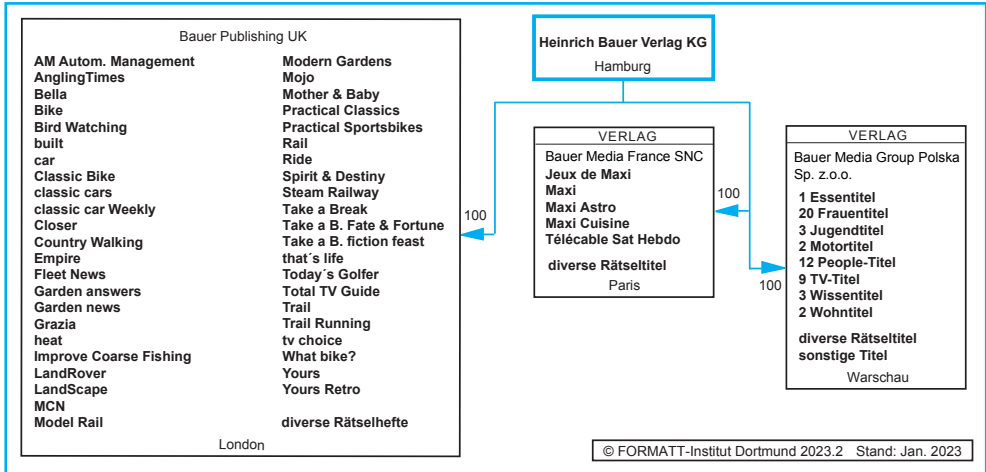 Bauer Publishing UK
AM Autom. Management
AnglingTimes
Bella
Bike
Bird Watching
built
car
Classic Bike
classic cars
classic car Weekly
Closer
Country Walking
Empire
Fleet News
Garden answers
Garden news
Grazia
heat
Improve Coarse Fishing
LandRover
LandScape
MCN
Model Rail
Modern Gardens
Mojo
Mother & Baby
Practical Classics
Practical Sportsbikes
Rail
Ride
Spirit & Destiny
Steam Railway
Take a Break
Take a B. Fate & Fortune
Take a B. fiction feast
that´s life
Today´s Golfer
Total TV Guide
Trail
Trail Running
tv choice
What bike?
Yours
Yours Retro
diverse Rätselhefte
London
100
Heinrich Bauer Verlag KG
Hamburg
VERLAG
Bauer Media France SNC
Jeux de Maxi
Maxi
Maxi Astro
Maxi Cuisine
Télécable Sat Hebdo
diverse Rätseltitel
Paris
100
VERLAG
Bauer Media Group Polska
Sp. z.o.o.
1 Essentitel
20 Frauentitel
3 Jugendtitel
2 Motortitel
12 People-Titel
9 TV-Titel
3 Wissentitel
2 Wohntitel
diverse Rätseltitel
sonstige Titel
Warschau
100
© FORMATT-Institut Dortmund 2023.2 Stand: Jan. 2023